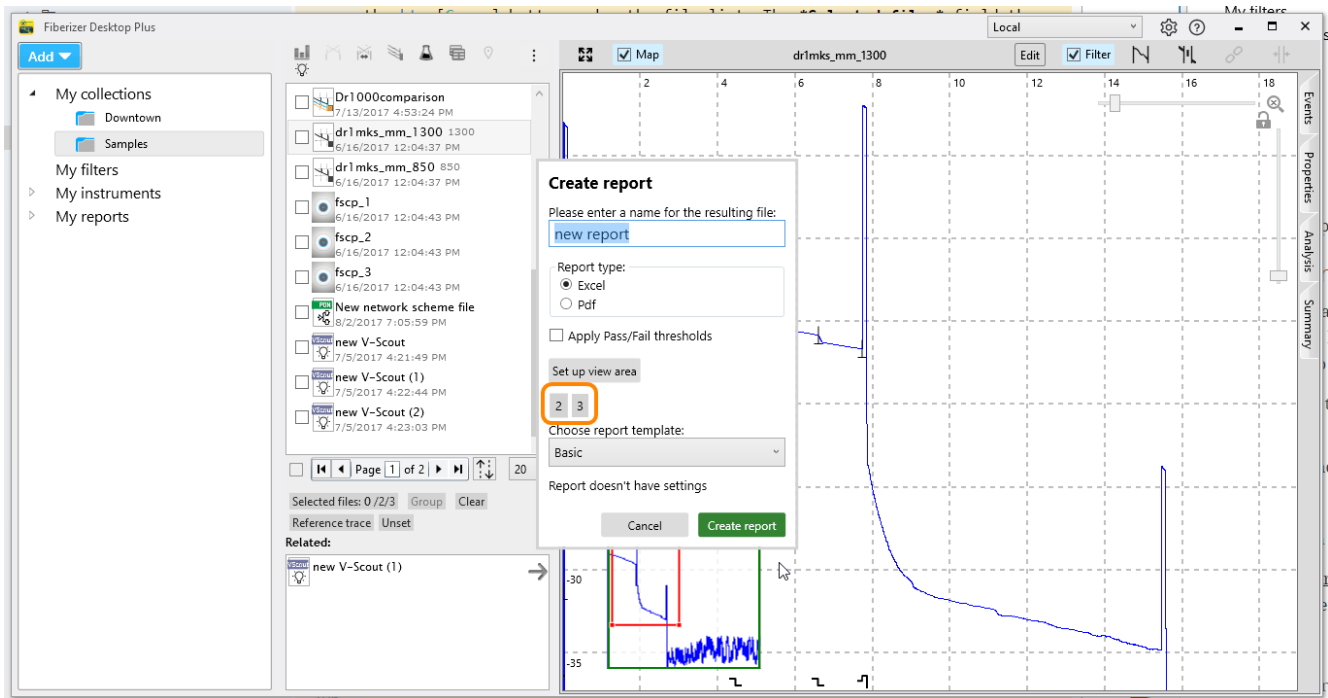 Fiberizer Desktop Plus
Local
My filters
Add
Map
dr1mks_mm_1300
Edit
Filter
My collections
Downtown
Samples
My filters
My instruments
My reports
Dr1000comparison
7/13/2017 4:53:24 PM
dr1mks_mm_1300 1300
6/16/2017 12:04:37 PM
dr1mks_mm_850 850
6/16/2017 12:04:37 PM
fscp_1
6/16/2017 12:04:43 PM
fscp_2
6/16/2017 12:04:43 PM
fscp_3
6/16/2017 12:04:43 PM
PON
New network scheme file
8/2/2017 7:05:59 PM
VScout
new V-Scout
7/5/2017 4:21:49 PM
VScout
new V-Scout (1)
7/5/2017 4:22:44 PM
VScout
new V-Scout (2)
7/5/2017 4:23:03 PM
Page 1 of 2
20
Selected files: 0 /2/3
Group
Clear
Reference trace
Unset
Related:
VScout
new V-Scout (1)
Create report
Please enter a name for the resulting file:
new report
Report type:
Excel
Pdf
Apply Pass/Fail thresholds
Set up view area
2 3
Choose report template:
Basic
Report doesn't have settings
Cancel
Create report
2 4 6 8 10 12 14 16 18
-30
-35
Events
Properties
Analysis
Summary